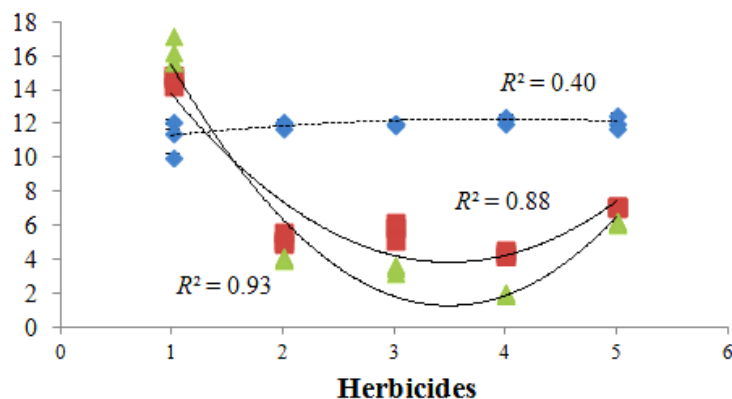 18
16
14
12
10
8
6
4
2
0
R² = 0.40
R² = 0.88
R² = 0.93
0 1 2 3 4 5 6
Herbicides